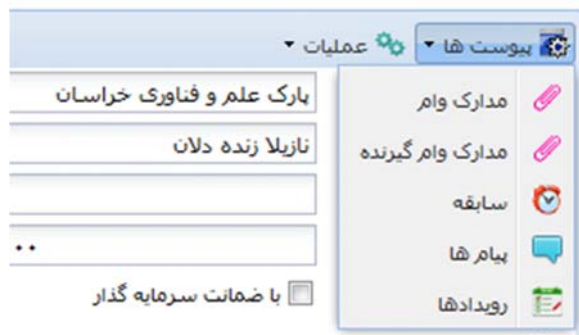 پیوست ها عملیات
مدارک وام
مدارک وام گیرنده
سابقه
پیام ها
رویدادها
پارک علم و فناوری خراسان
نازیلا زنده دلان
۰۰
با ضمانت سرمایه گذار